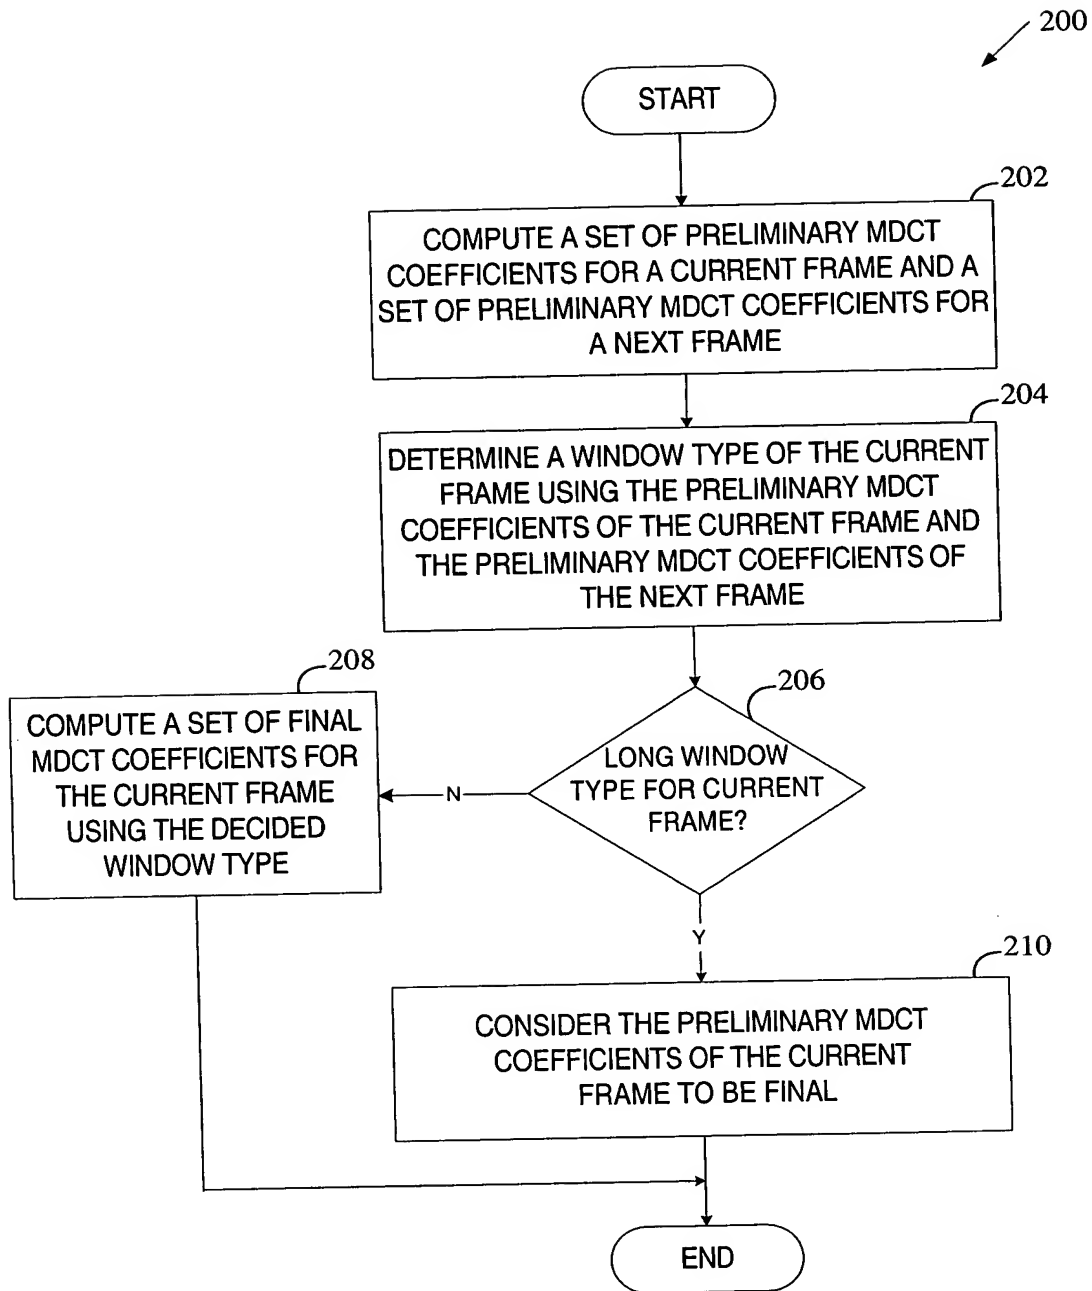 200
START
202
COMPUTE A SET OF PRELIMINARY MDCT
COEFFICIENTS FOR A CURRENT FRAME AND A
SET OF PRELIMINARY MDCT COEFFICIENTS FOR
A NEXT FRAME
204
DETERMINE A WINDOW TYPE OF THE CURRENT
FRAME USING THE PRELIMINARY MDCT
COEFFICIENTS OF THE CURRENT FRAME AND
THE PRELIMINARY MDCT COEFFICIENTS OF
THE NEXT FRAME
206
LONG WINDOW
TYPE FOR CURRENT
FRAME?
N
208
COMPUTE A SET OF FINAL
MDCT COEFFICIENTS FOR
THE CURRENT FRAME
USING THE DECIDED
WINDOW TYPE
Y
210
CONSIDER THE PRELIMINARY MDCT
COEFFICIENTS OF THE CURRENT
FRAME TO BE FINAL
END